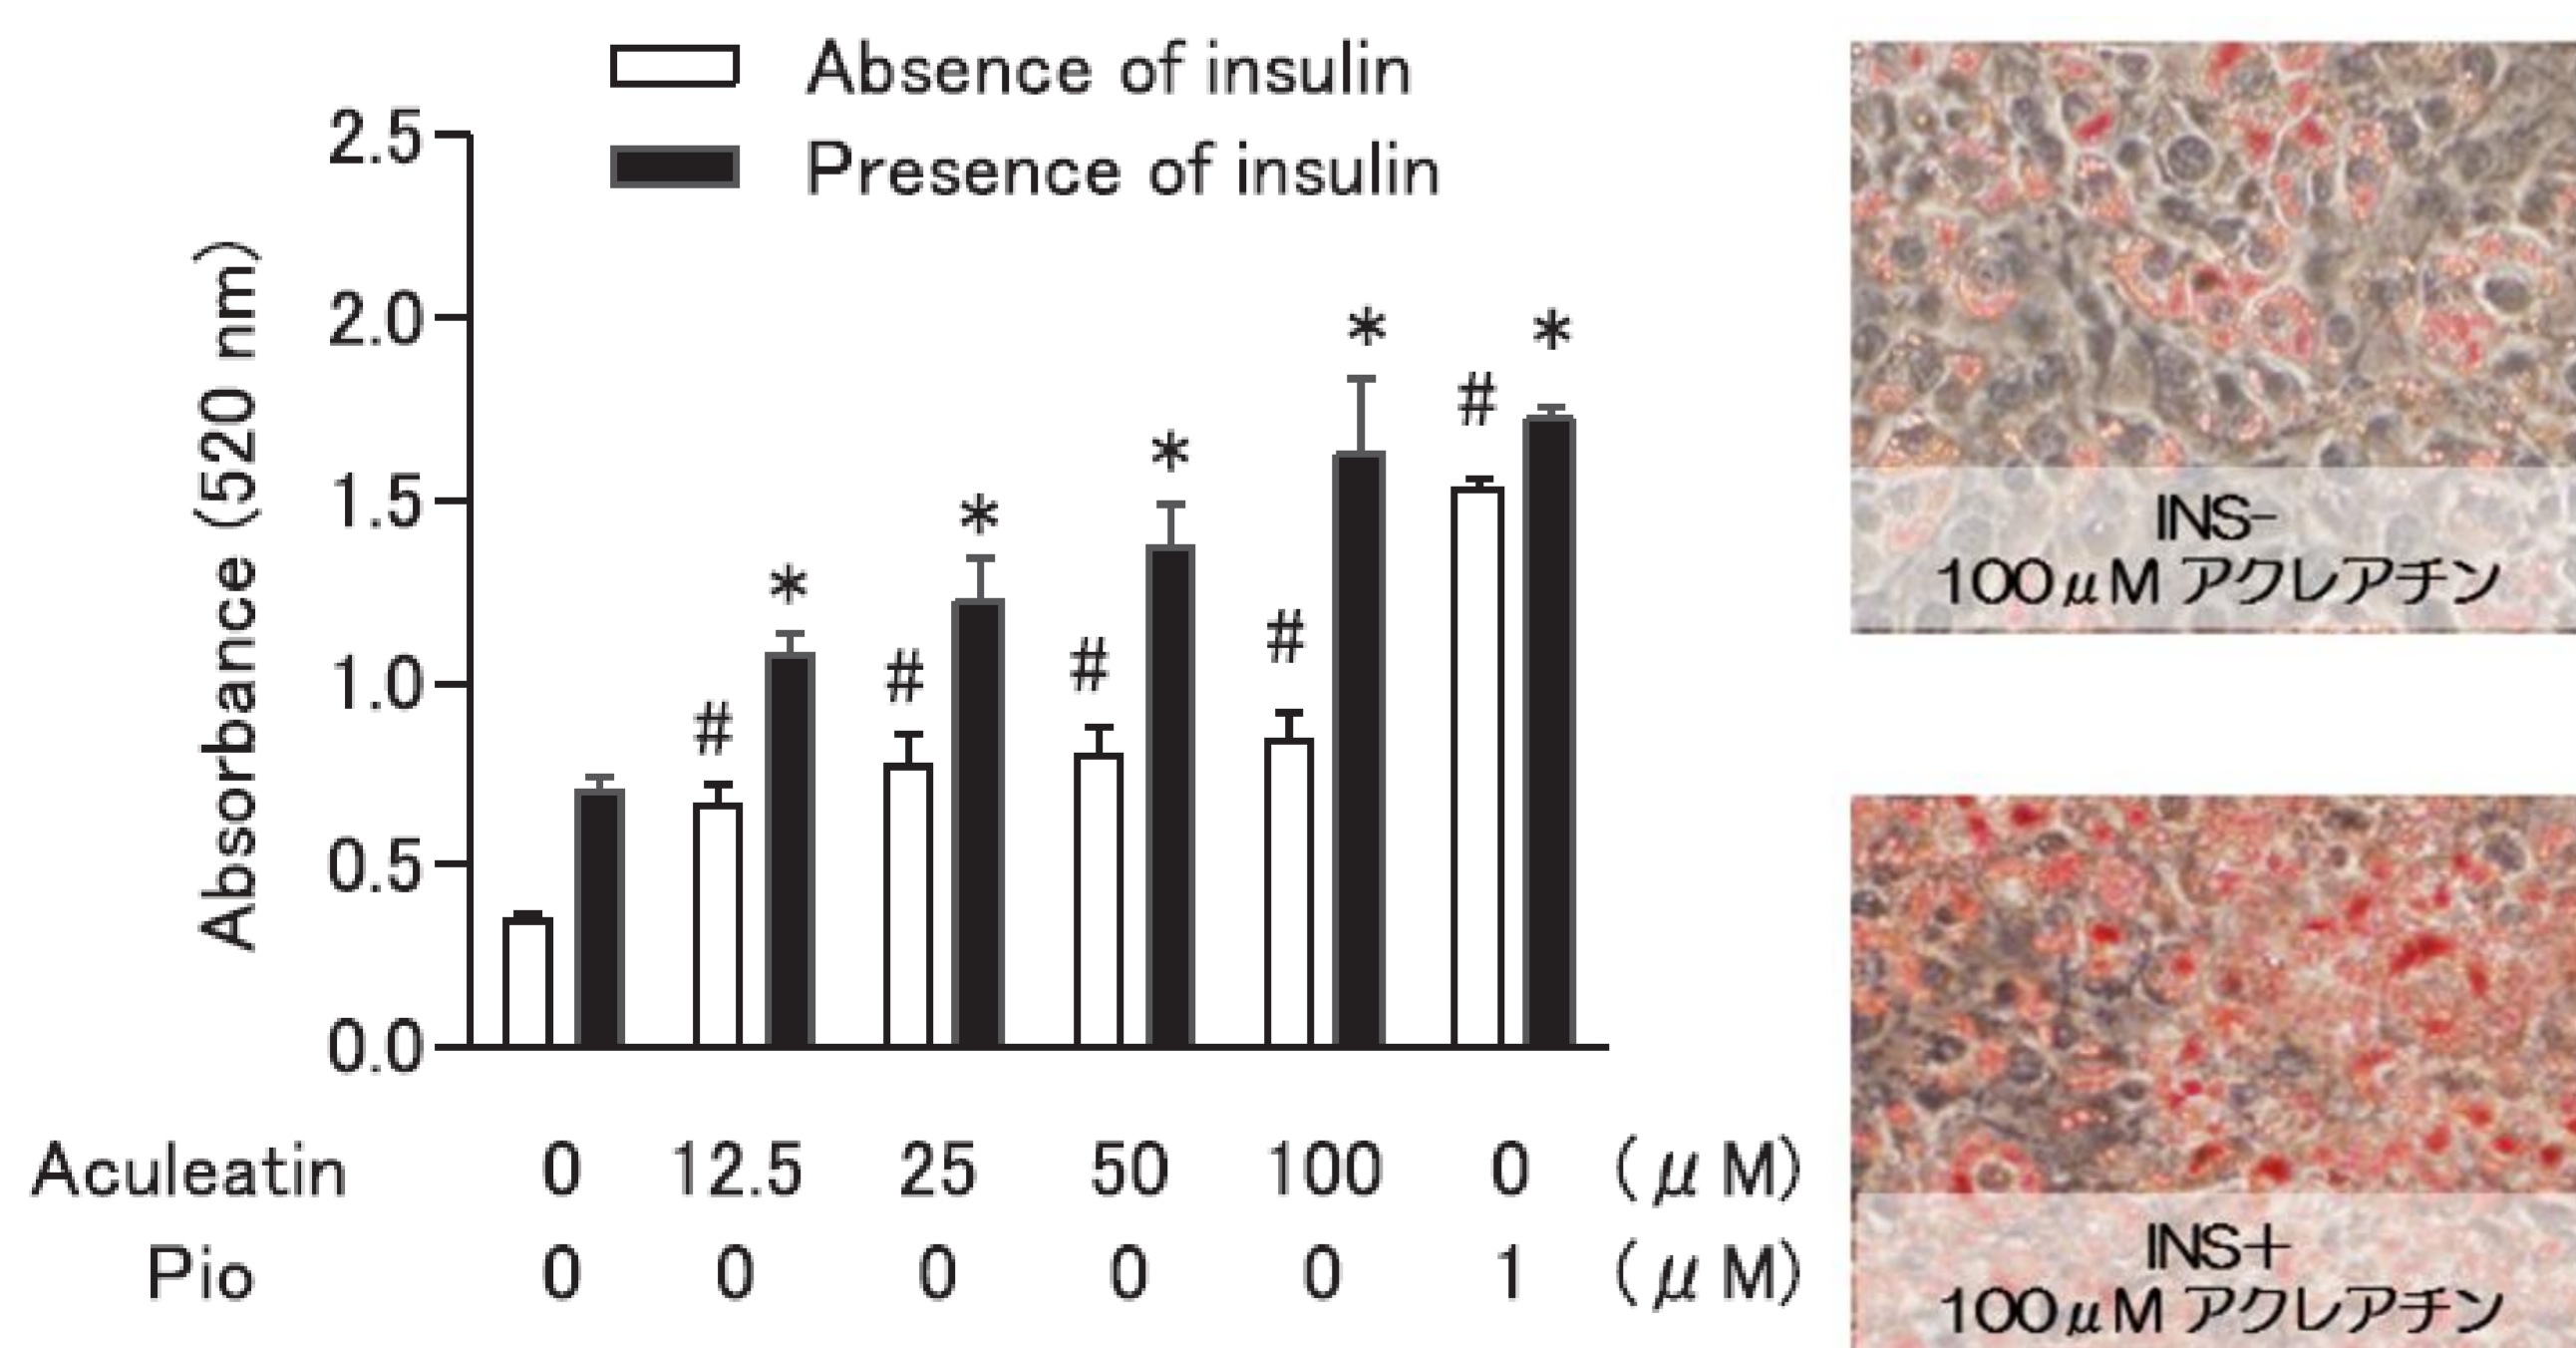 Absence of insulin
Presence of insulin
Absorbance (520 nm)
2.5
2.0
1.5
1.0
0.5
0.0
#
*
#
*
#
*
#
*
#
*
Aculeatin 0 12.5 25 50 100 0 (μM)
Pio 0 0 0 0 0 1 (μM)
INS-
100μM アクレアチン
INS+
100μM アクレアチン